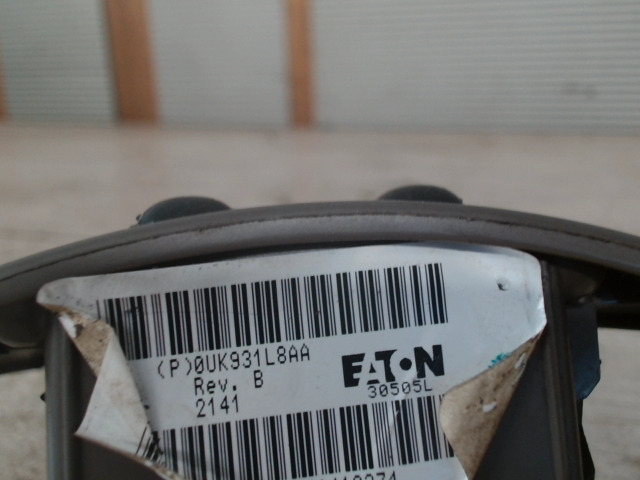 (P)0UK931L8AA
Rev. B
2141
EATON
30505L